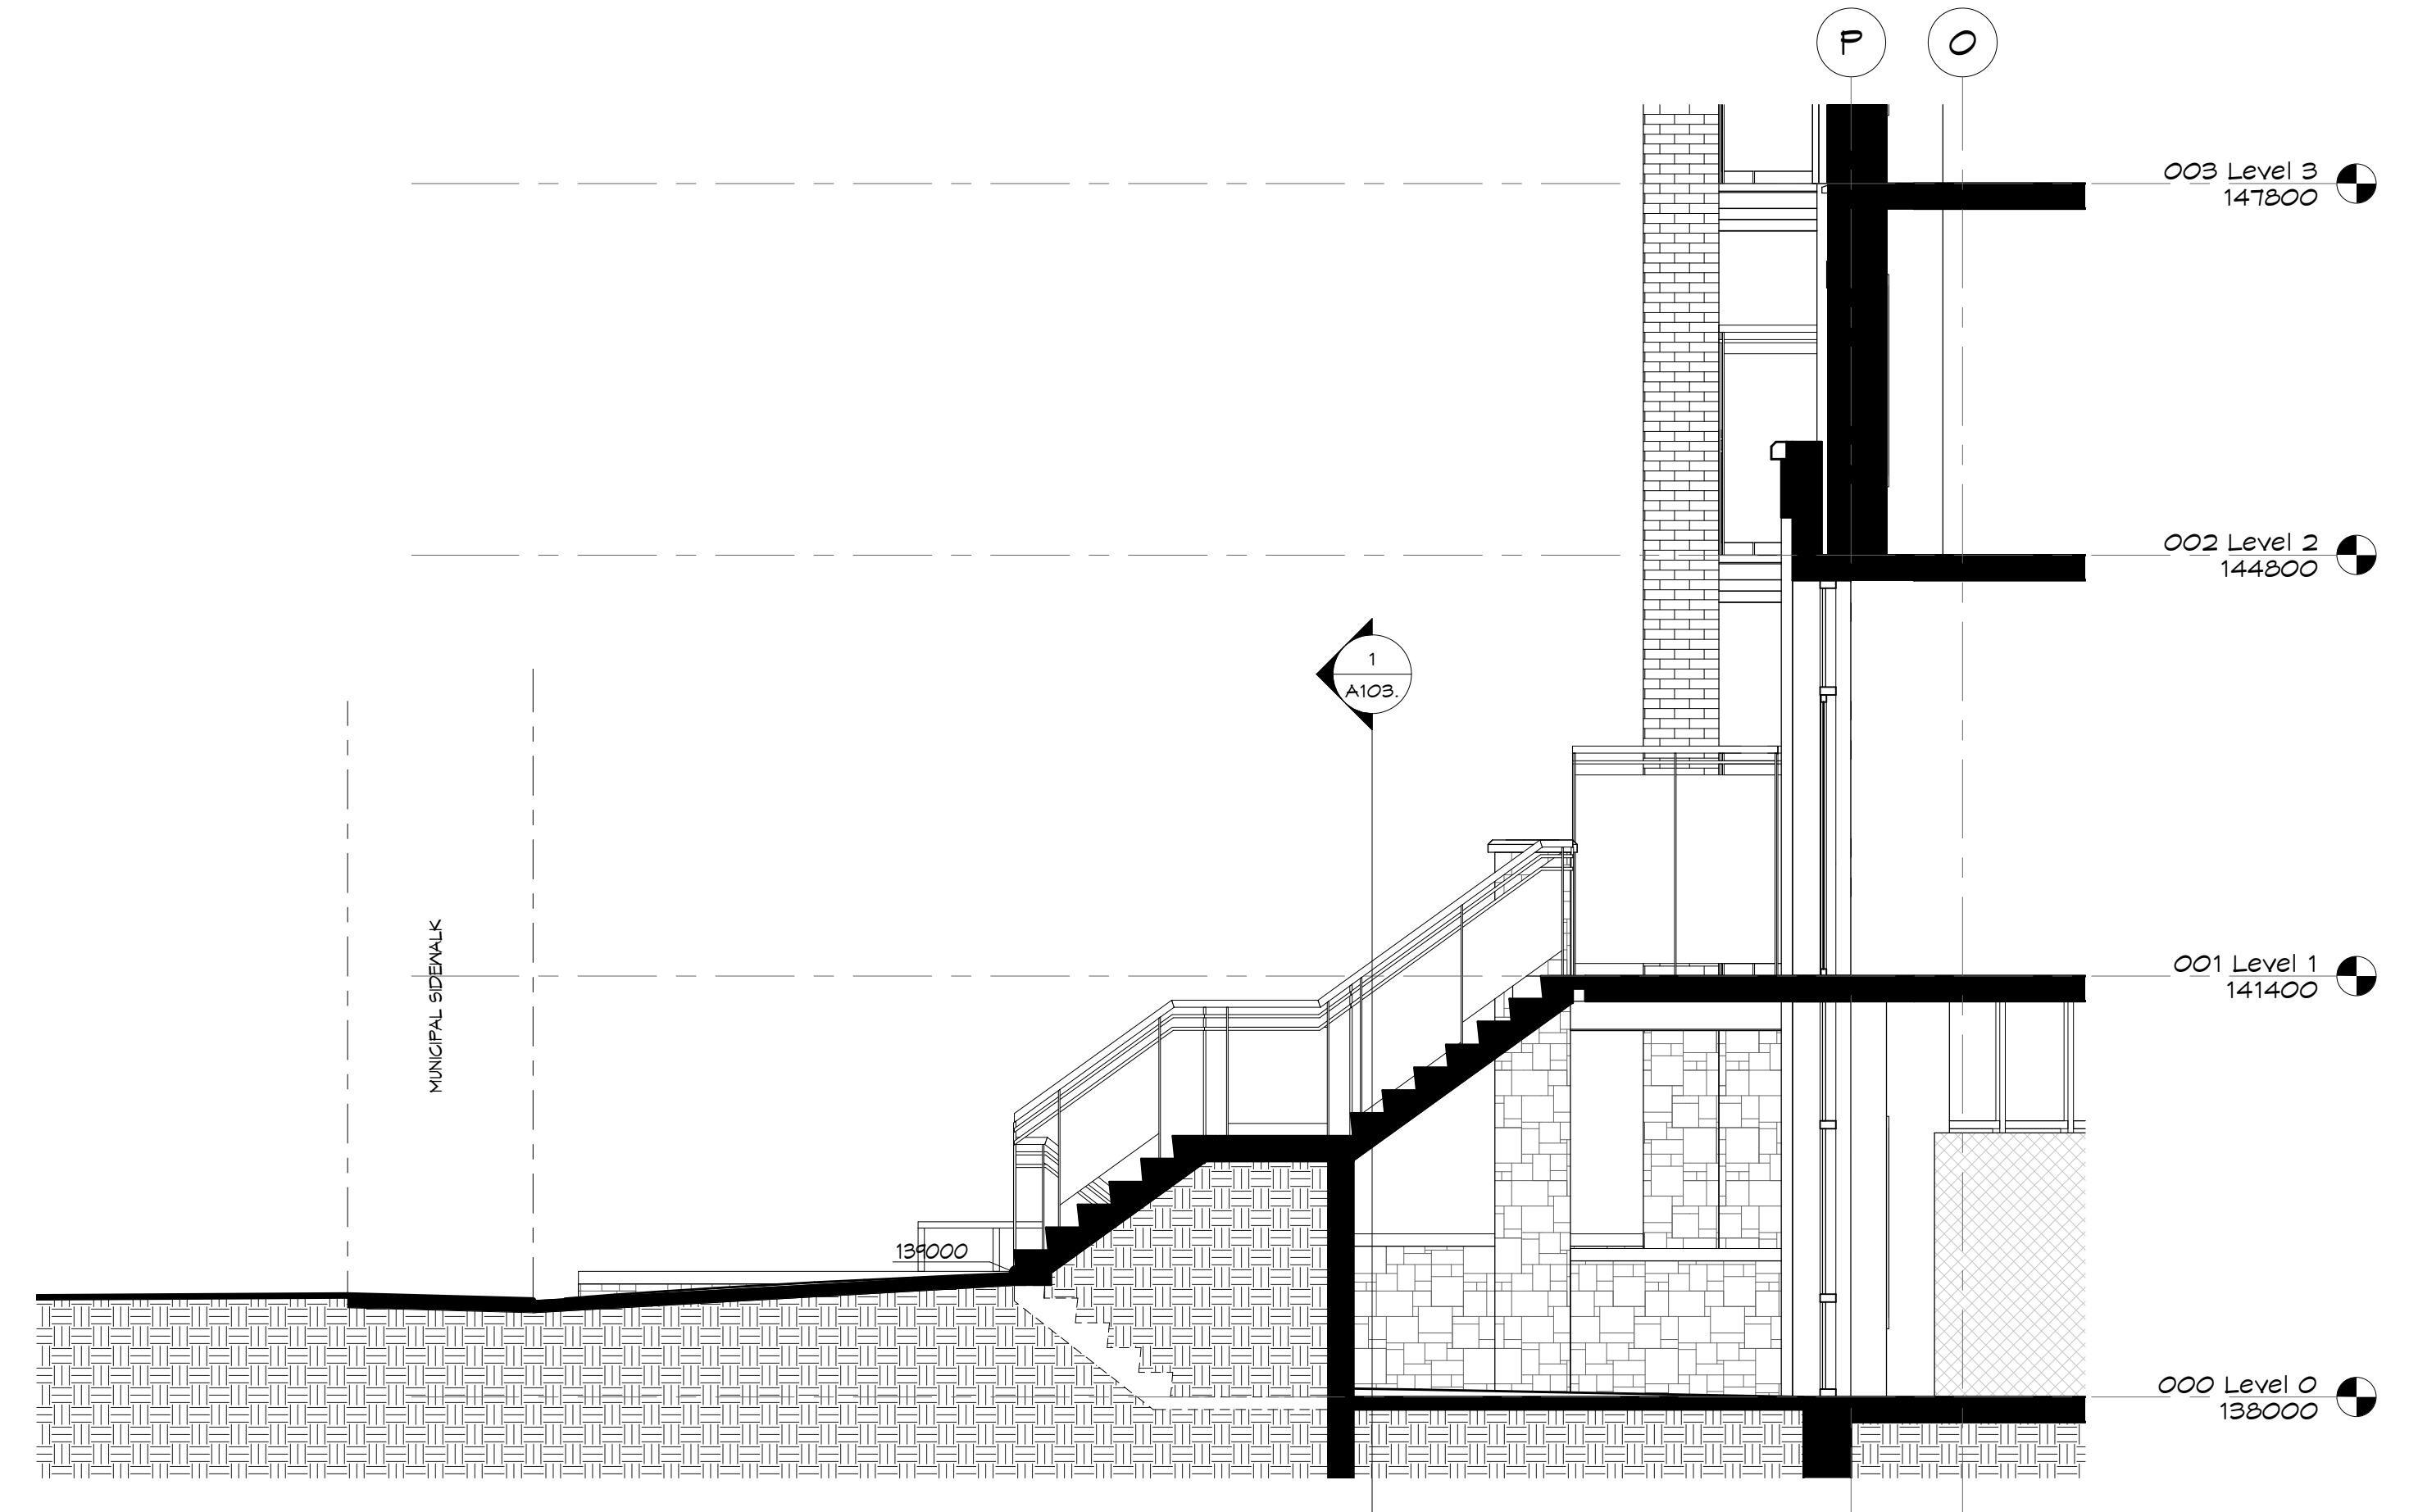 P
O
003 Level 3
147800
002 Level 2
144800
1
A103.
001 Level 1
141400
MUNICIPAL SIDEWALK
139000
000 Level 0
138000